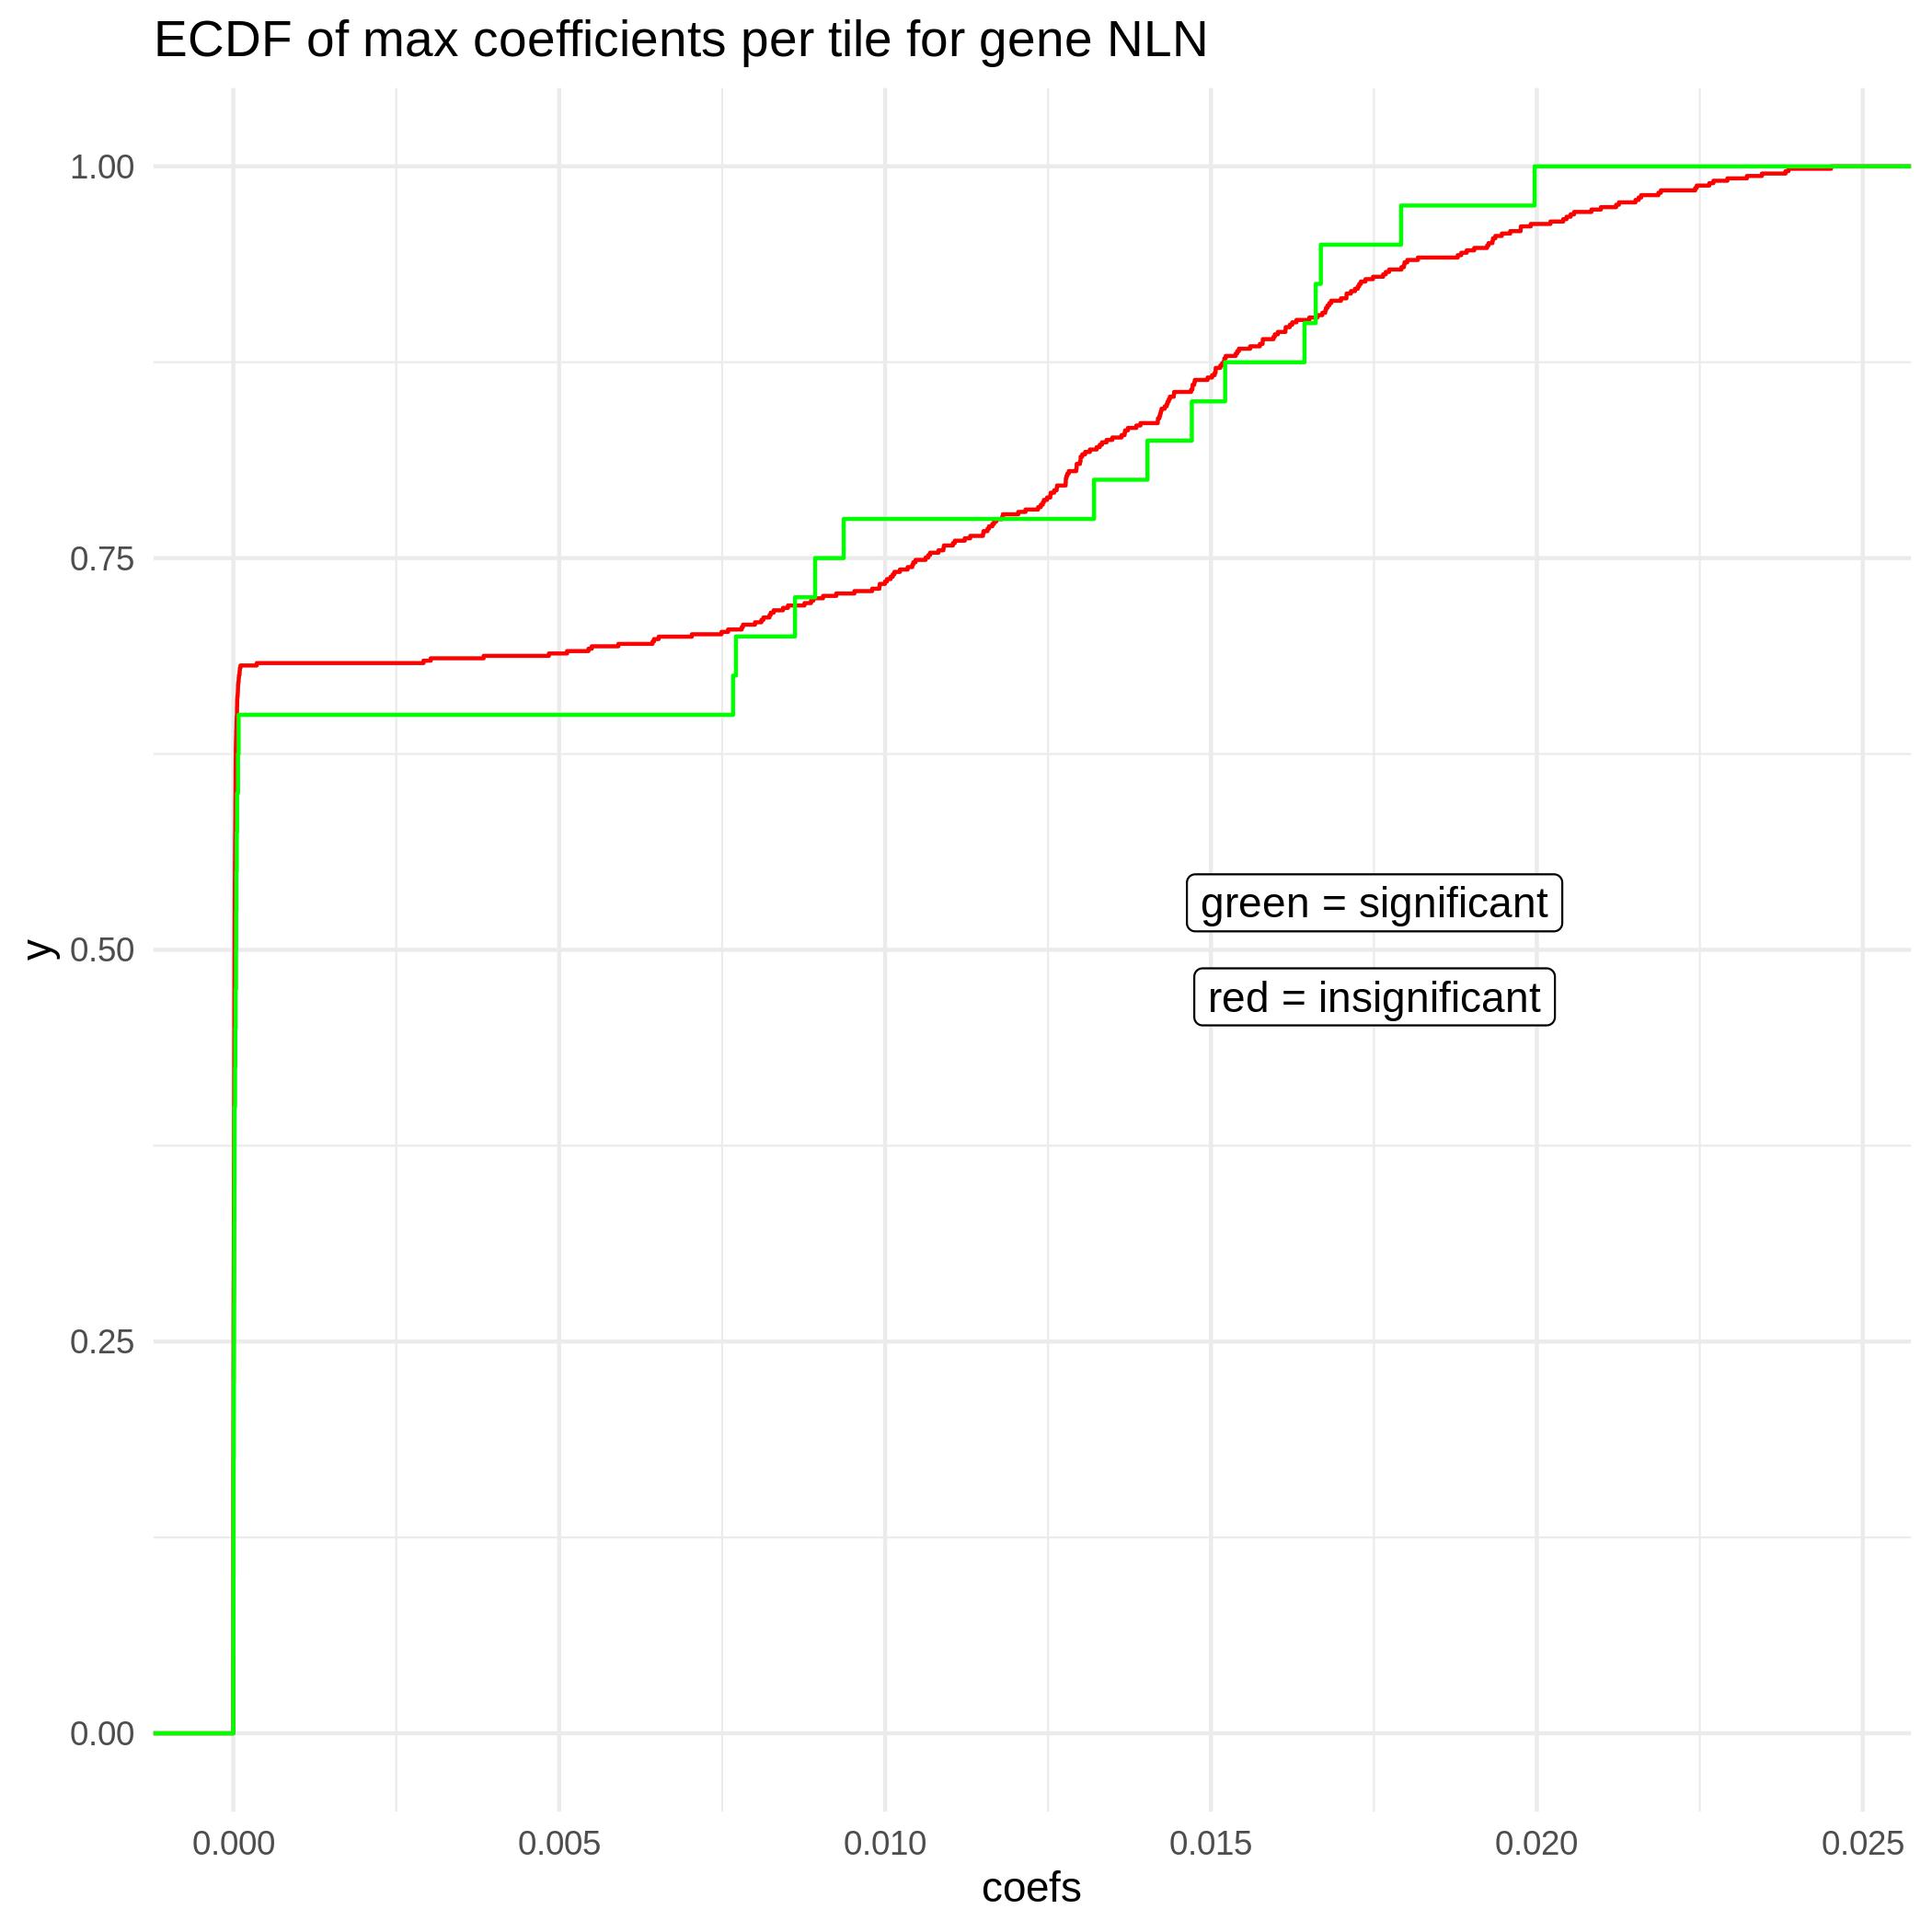 ECDF of max coefficients per tile for gene NLN
1.00
0.75
0.50
0.25
0.00
y
green = significant
red = insignificant
0.000 0.005 0.010 0.015 0.020 0.025
coefs